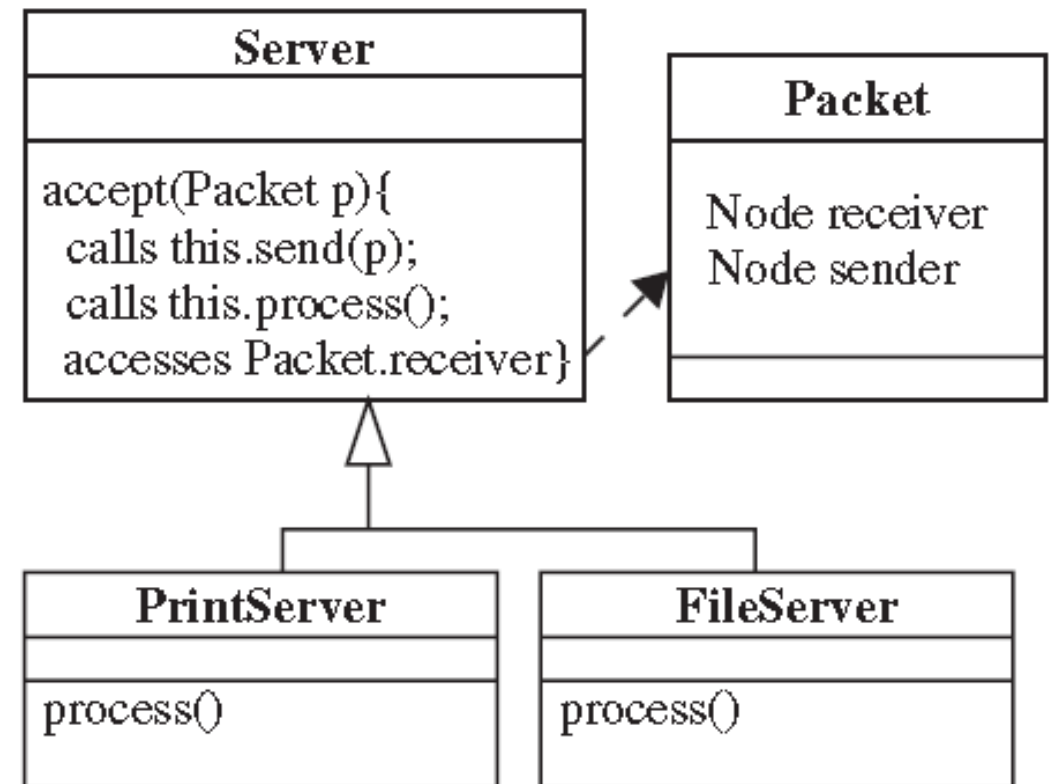 Server
accept(Packet p){
calls this.send(p);
calls this.process();
accesses Packet.receiver}
Packet
Node receiver
Node sender
PrintServer
process()
FileServer
process()